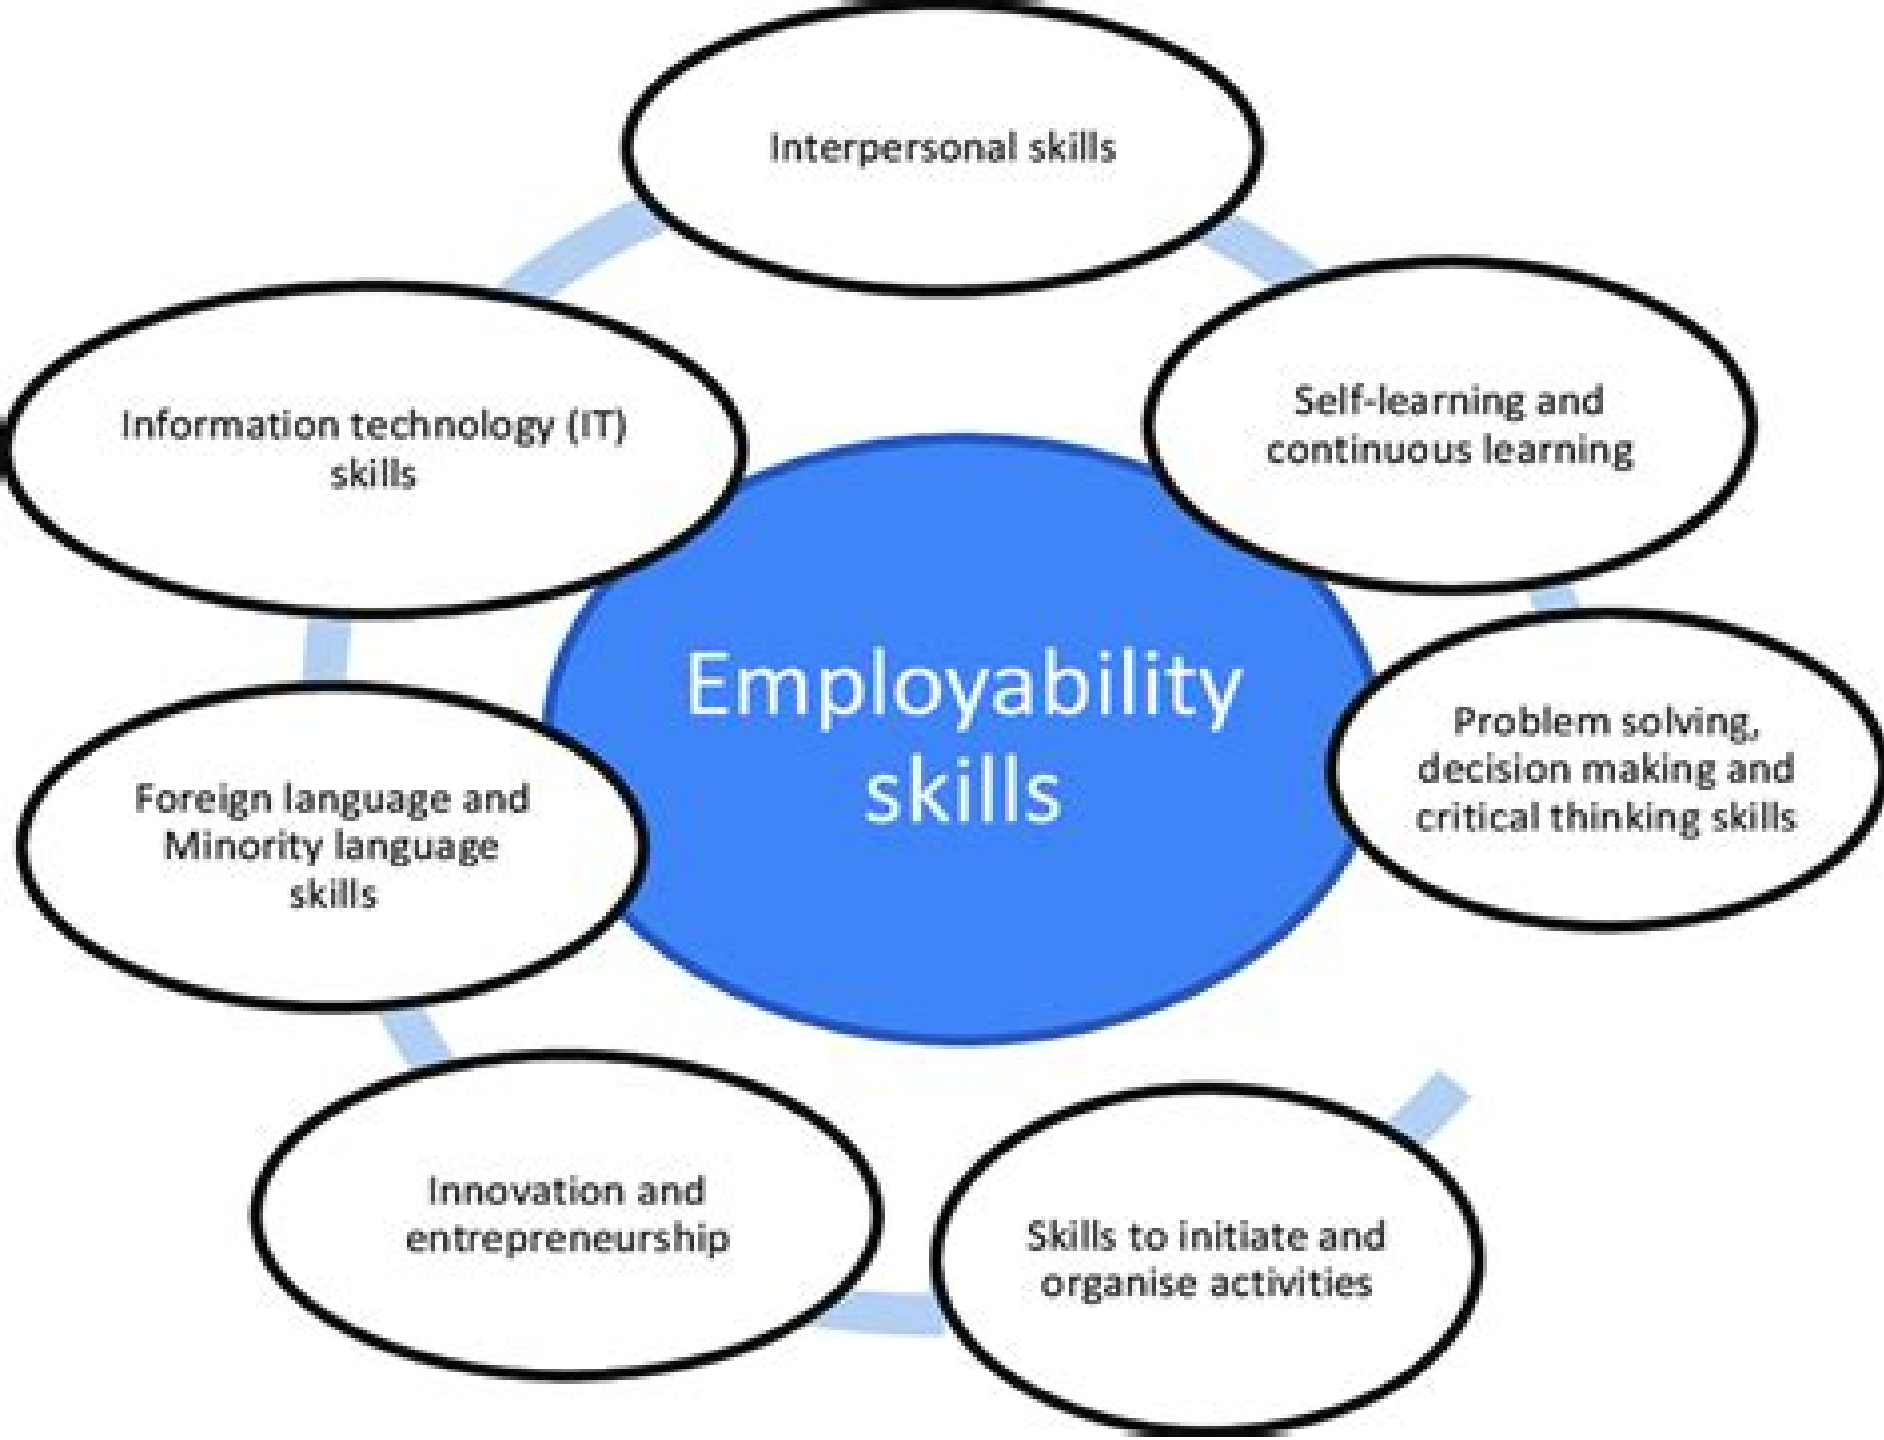 Interpersonal skills
Self-learning and
continuous learning
Problem solving,
decision making and
critical thinking skills
Skills to initiate and
organise activities
Innovation and
entrepreneurship
Foreign language and
Minority language
skills
Information technology (IT)
skills
Employability
skills